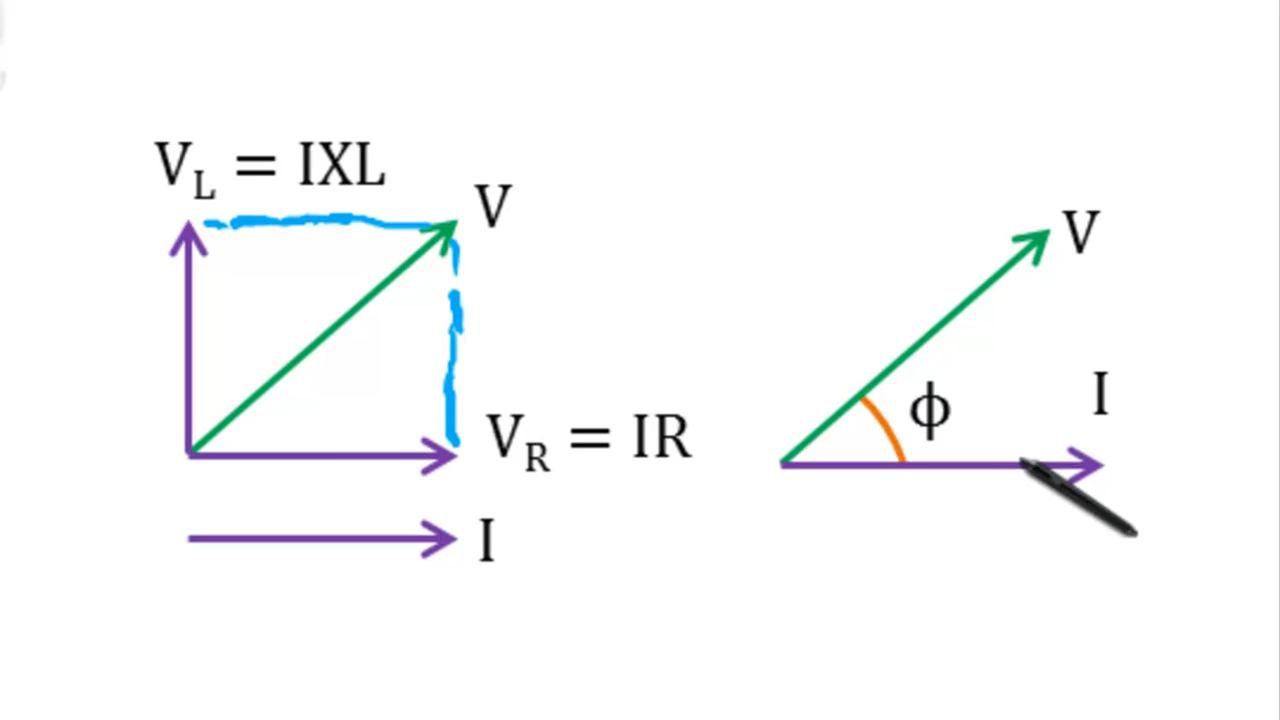 V_L = IXL
V
V_R = IR
I
V
I
ϕ